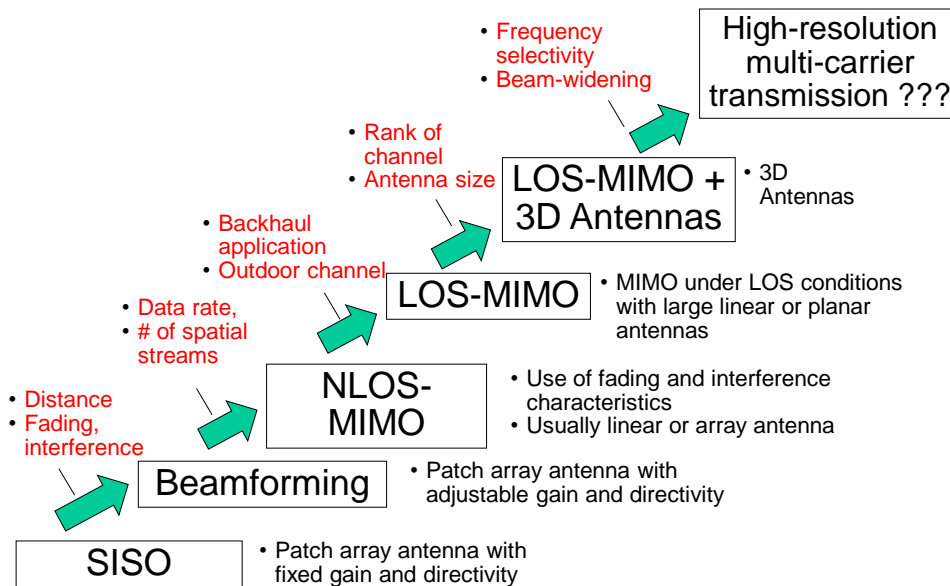 • Frequency
selectivity
• Beam-widening
High-resolution
multi-carrier
transmission ???
• Rank of
channel
• Antenna size
LOS-MIMO +
3D Antennas
• 3D
Antennas
• Backhaul
application
• Outdoor channel
LOS-MIMO
• MIMO under LOS conditions
with large linear or planar
antennas
• Data rate,
• # of spatial
streams
NLOS-
MIMO
• Use of fading and interference
characteristics
• Usually linear or array antenna
• Distance
• Fading,
interference
Beamforming
• Patch array antenna with
adjustable gain and directivity
SISO
• Patch array antenna with
fixed gain and directivity